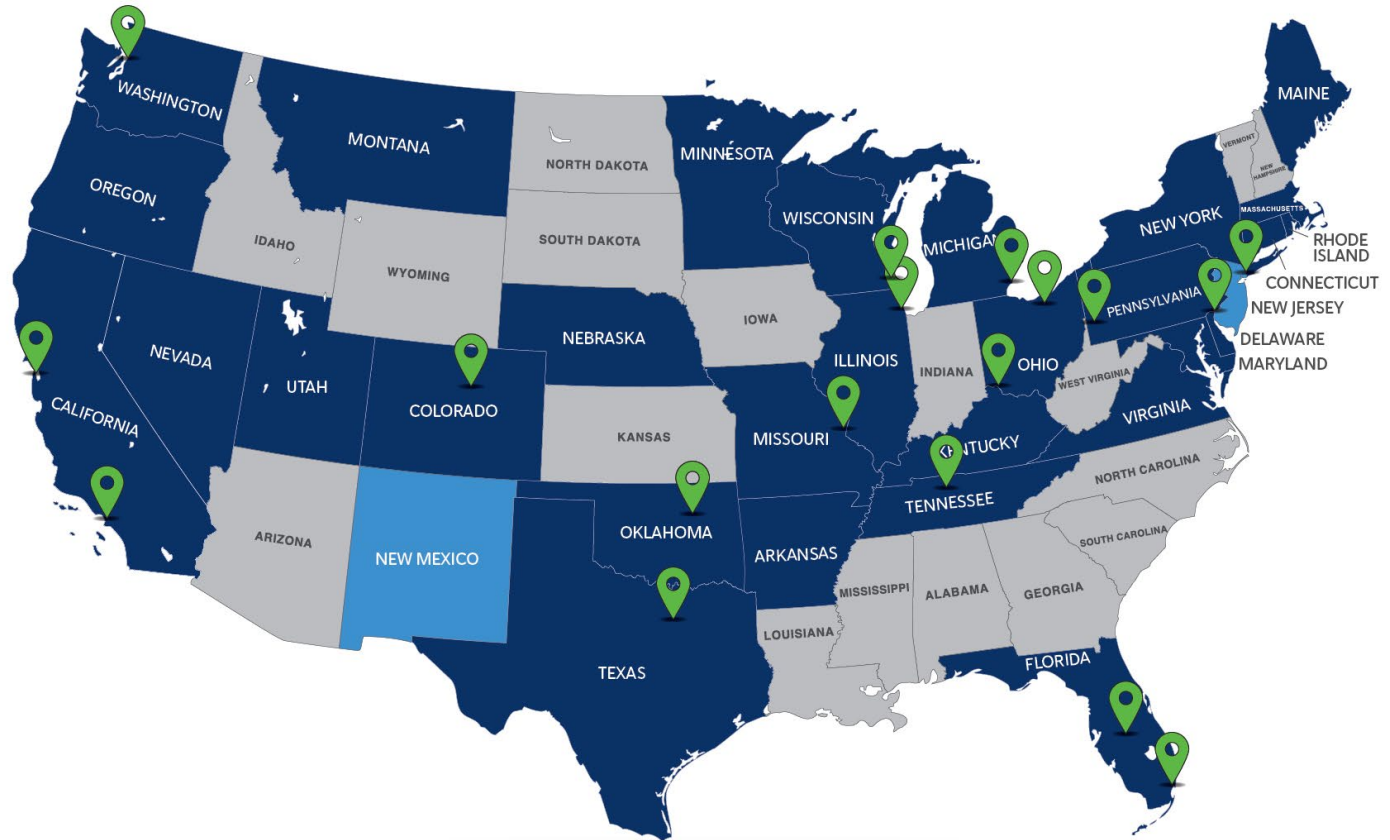 WASHINGTON
MONTANA
NORTH DAKOTA
MINNESOTA
MAINE
VERMONT
NEW
HAMPSHIRE
OREGON
IDAHO
SOUTH DAKOTA
WISCONSIN
MICHIGAN
NEW YORK
MASSACHUSETTS
RHODE
ISLAND
CONNECTICUT
WYOMING
IOWA
PENNSYLVANIA
NEW JERSEY
NEVADA
UTAH
NEBRASKA
ILLINOIS
INDIANA
OHIO
DELAWARE
MARYLAND
WEST VIRGINIA
CALIFORNIA
COLORADO
KANSAS
MISSOURI
KENTUCKY
VIRGINIA
ARIZONA
NEW MEXICO
OKLAHOMA
ARKANSAS
TENNESSEE
NORTH CAROLINA
SOUTH CAROLINA
MISSISSIPPI
ALABAMA
GEORGIA
TEXAS
LOUISIANA
FLORIDA